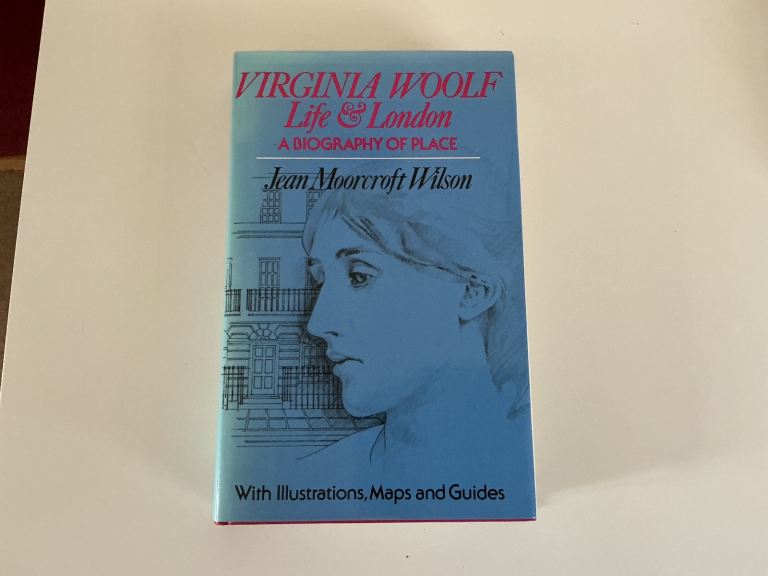 VIRGINIA WOOLF
Life & London
A BIOGRAPHY OF PLACE
Jean Moorcroft Wilson
With Illustrations, Maps and Guides